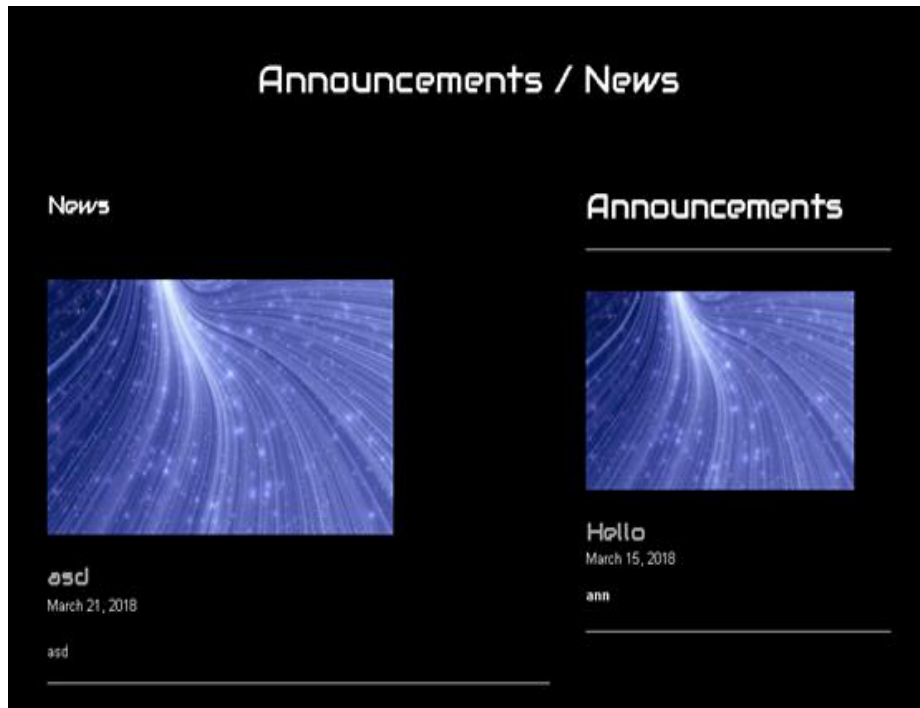 Announcements / News
News
asd
March 21, 2018
asd
Announcements
Hello
March 15, 2018
ann